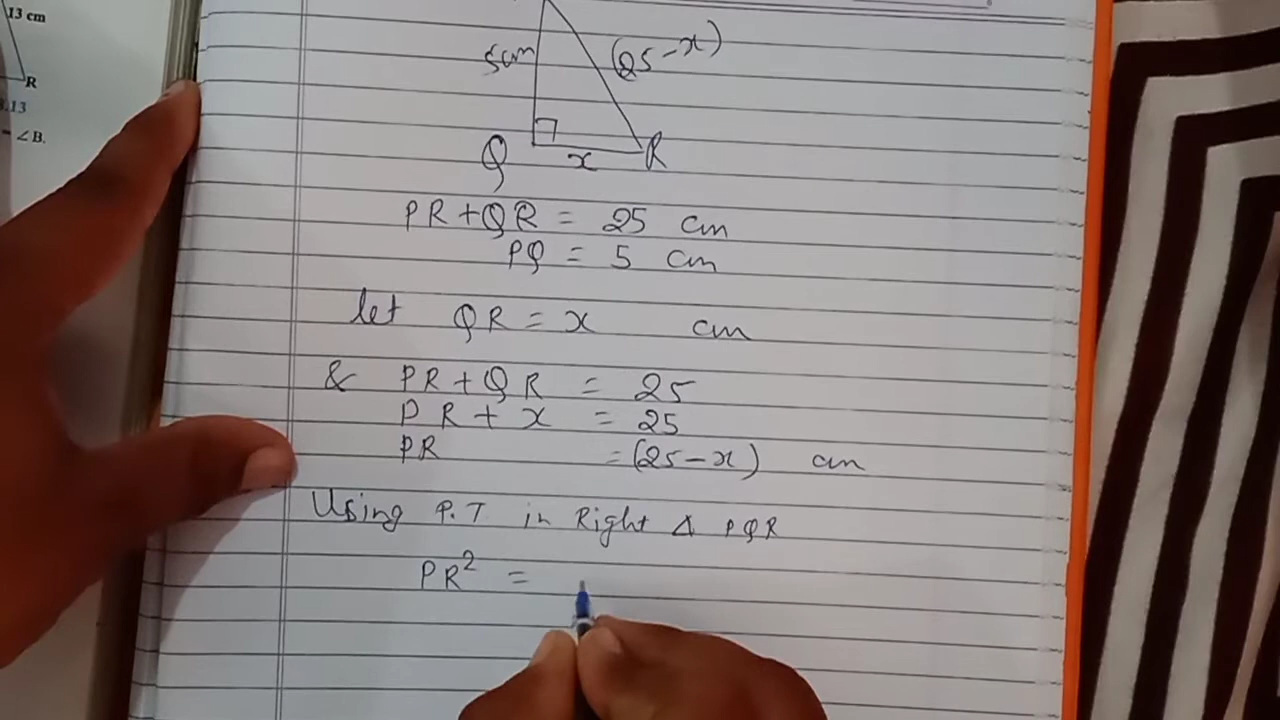 13 cm
R
.13
= ∠B.
5cm
(25-x)
Q
x
R
PR+QR = 25 cm
PQ = 5 cm
let QR = x cm
& PR+QR = 25
PR + x = 25
PR = (25-x) cm
Using P.T in Right Δ PQR
PR² =